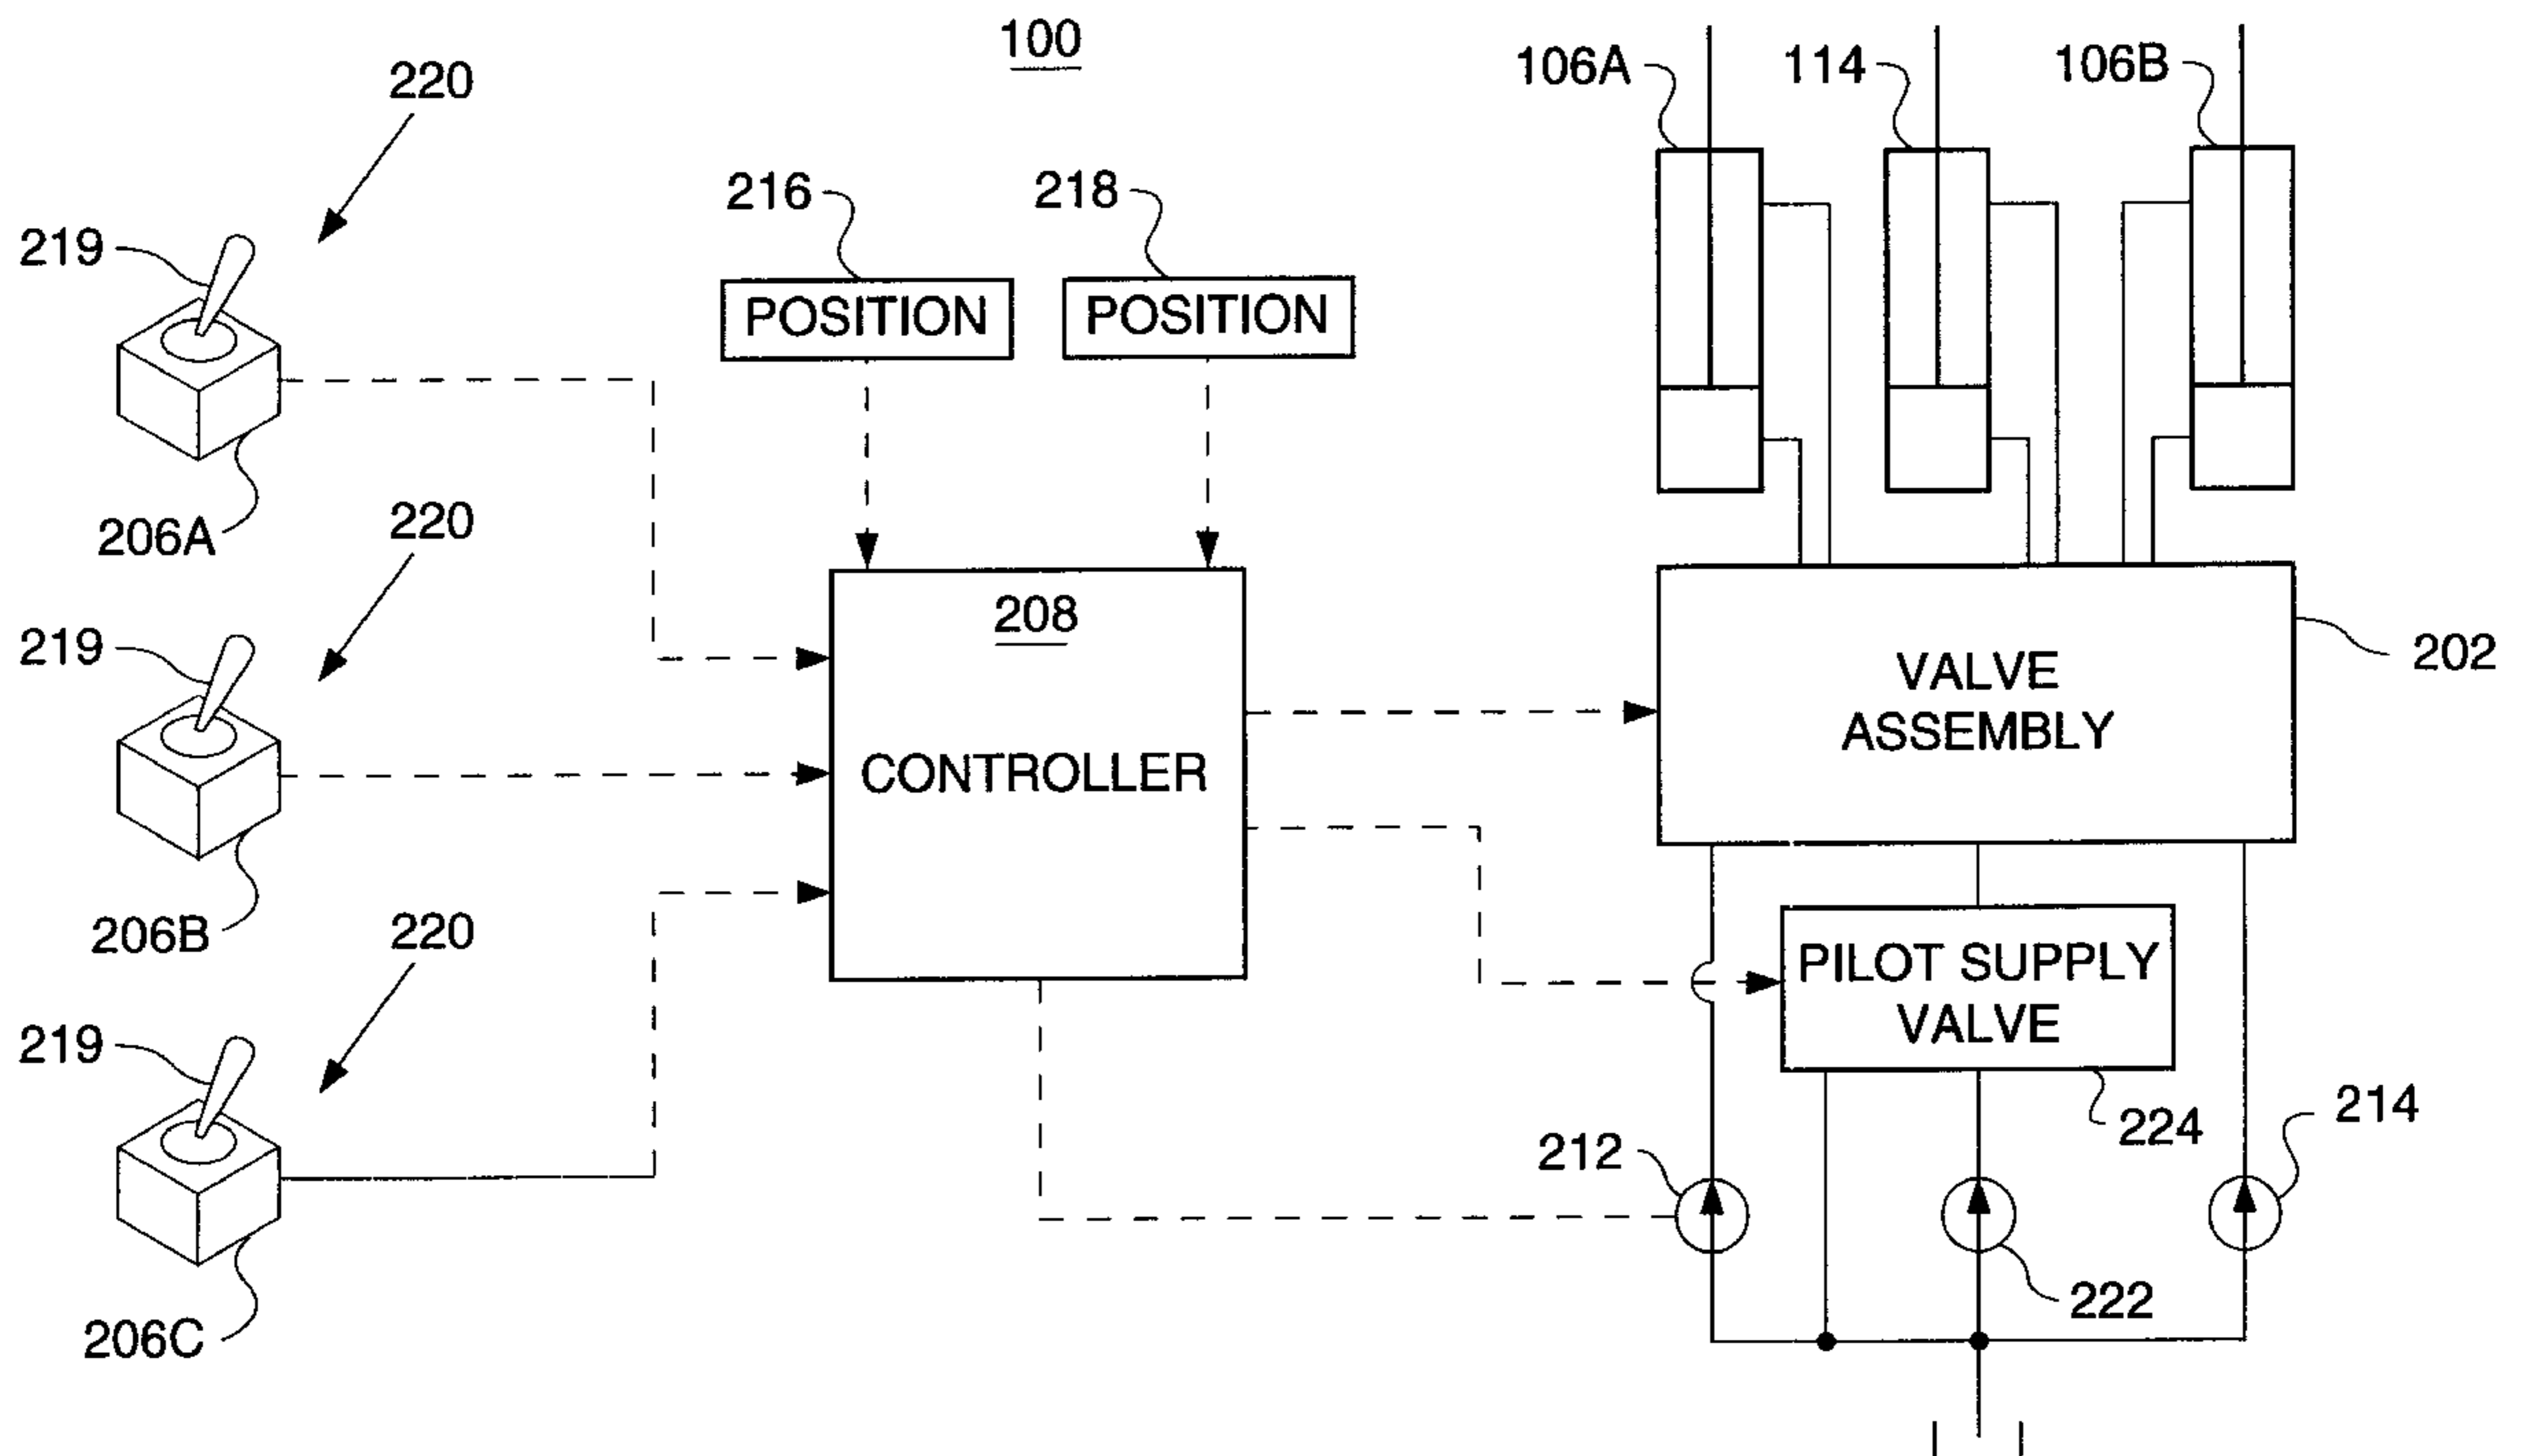 100
106A
114
106B
220
216
218
219
POSITION
POSITION
206A
220
208
219
VALVE
ASSEMBLY
202
CONTROLLER
206B
220
PILOT SUPPLY
VALVE
219
224
214
212
222
206C